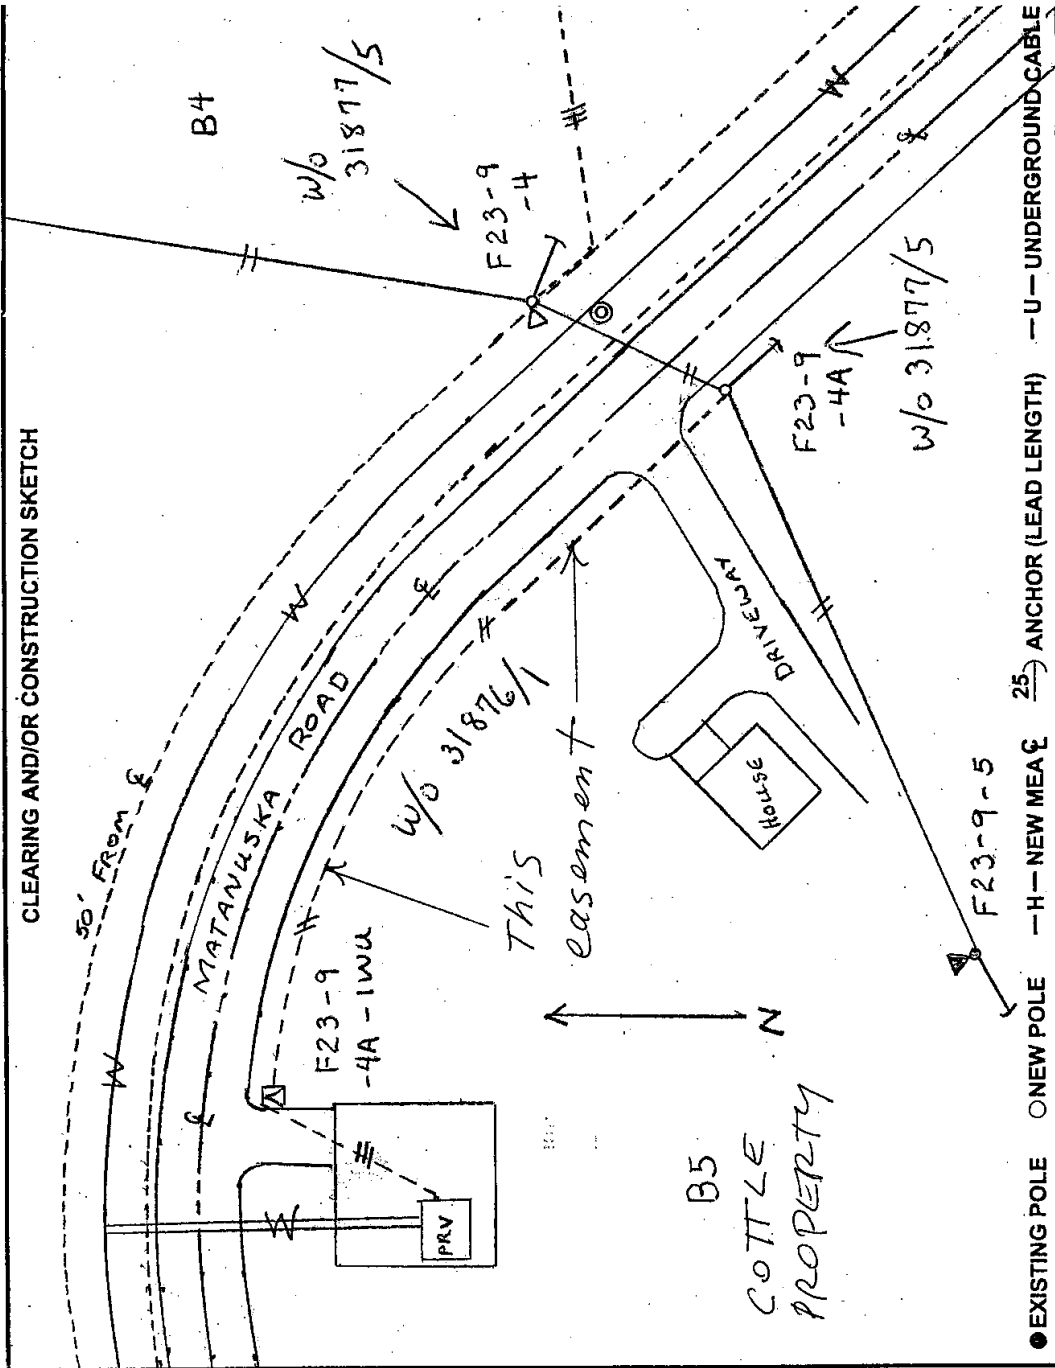 CLEARING AND/OR CONSTRUCTION SKETCH
50' FROM ℄
MATANUSKA ROAD
W
W
W
W
℄
℄
℄
B4
W/O
31877/5
F23-9
-4
F23-9
-4A
W/O 31877/5
W/O 31876/1
This
easement
F23-9
-4A-1WU
DRIVEWAY
HOUSE
F23-9-5
N
PRV
B5
COTTLE
PROPERTY
EXISTING POLE
NEW POLE
—H—NEW MEA ℄
25 ANCHOR (LEAD LENGTH)
—U—UNDERGROUND CABLE